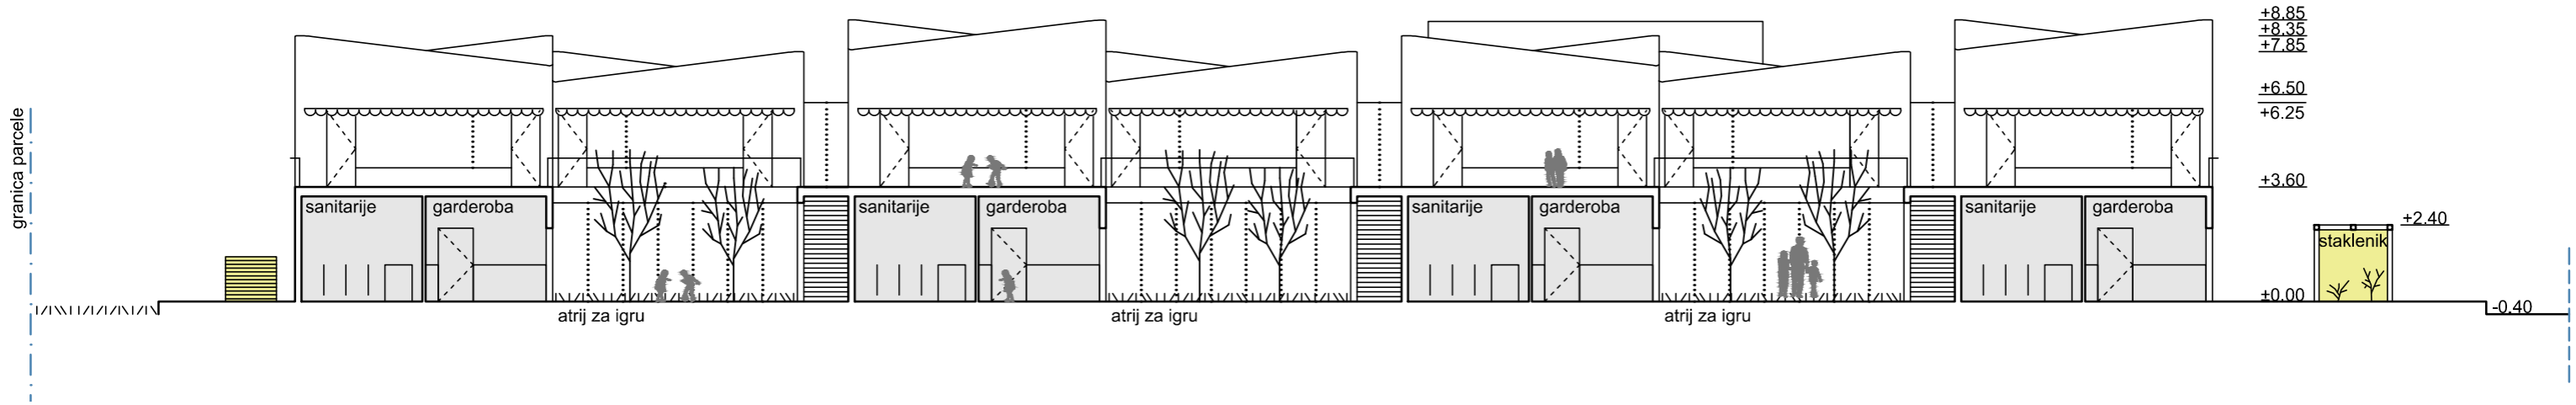 granica parcele
sanitarije
garderoba
sanitarije
garderoba
sanitarije
garderoba
sanitarije
garderoba
atrij za igru
atrij za igru
atrij za igru
+8.85
+8.35
+7.85
+6.50
+6.25
+3.60
±0.00
+2.40
staklenik
-0.40